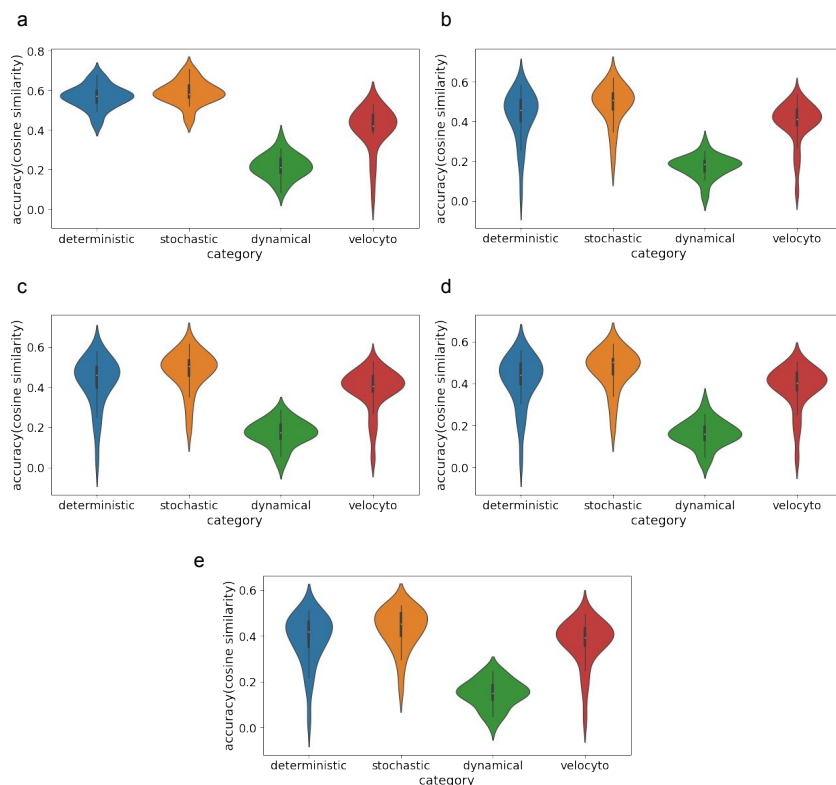 a
accuracy(cosine similarity)
0.8
0.6
0.4
0.2
0.0
deterministic stochastic dynamical velocyto
category
b
accuracy(cosine similarity)
0.6
0.4
0.2
0.0
deterministic stochastic dynamical velocyto
category
c
accuracy(cosine similarity)
0.6
0.4
0.2
0.0
deterministic stochastic dynamical velocyto
category
d
accuracy(cosine similarity)
0.6
0.4
0.2
0.0
deterministic stochastic dynamical velocyto
category
e
accuracy(cosine similarity)
0.6
0.4
0.2
0.0
deterministic stochastic dynamical velocyto
category